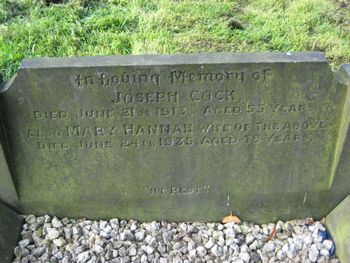 In Loving Memory of
JOSEPH COCK,
DIED JUNE 21ST 1913, AGED 55 YEARS.
ALSO MARY HANNAH, WIFE OF THE ABOVE
DIED JUNE 24TH 1935, AGED 78 YEARS.
"AT REST"